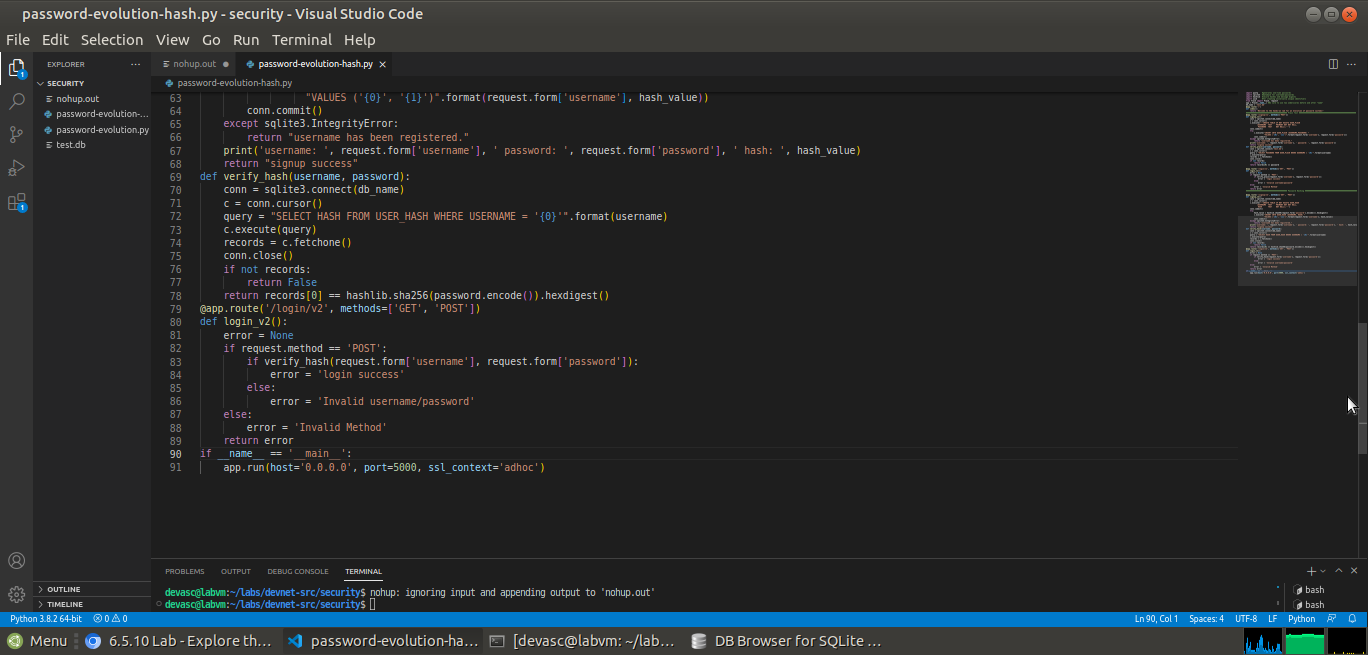 password-evolution-hash.py - security - Visual Studio Code
File Edit Selection View Go Run Terminal Help
EXPLORER ···
nohup.out
password-evolution-hash.py
1
SECURITY
nohup.out
password-evolution-...
password-evolution.py
test.db
password-evolution-hash.py
63 "VALUES ('{0}', '{1}')".format(request.form['username'], hash_value))
64 conn.commit()
65 except sqlite3.IntegrityError:
66 return "username has been registered."
67 print('username: ', request.form['username'], ' password: ', request.form['password'], ' hash: ', hash_value)
68 return "signup success"
69 def verify_hash(username, password):
70 conn = sqlite3.connect(db_name)
71 c = conn.cursor()
72 query = "SELECT HASH FROM USER_HASH WHERE USERNAME = '{0}'".format(username)
73 c.execute(query)
74 records = c.fetchone()
75 conn.close()
76 if not records:
77 return False
78 return records[0] == hashlib.sha256(password.encode()).hexdigest()
79 @app.route('/login/v2', methods=['GET', 'POST'])
80 def login_v2():
81 error = None
82 if request.method == 'POST':
83 if verify_hash(request.form['username'], request.form['password']):
84 error = 'login success'
85 else:
86 error = 'Invalid username/password'
87 else:
88 error = 'Invalid Method'
89 return error
90 if __name__ == '__main__':
91 app.run(host='0.0.0.0', port=5000, ssl_context='adhoc')
1
OUTLINE
TIMELINE
PROBLEMS OUTPUT DEBUG CONSOLE TERMINAL
devasc@labvm:~/labs/devnet-src/security$ nohup: ignoring input and appending output to 'nohup.out'
devasc@labvm:~/labs/devnet-src/security$
bash
bash
Python 3.8.2 64-bit 0 0 Ln 90, Col 1 Spaces: 4 UTF-8 LF Python
Menu 6.5.10 Lab - Explore th... password-evolution-ha... [devasc@labvm: ~/lab... DB Browser for SQLite ...